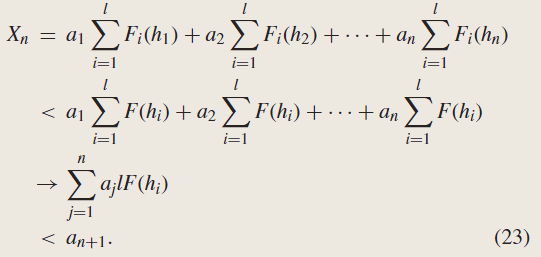 X_n = a_1 \sum_{i=1}^{l} F_i(h_1) + a_2 \sum_{i=1}^{l} F_i(h_2) + \cdots + a_n \sum_{i=1}^{l} F_i(h_n)
< a_1 \sum_{i=1}^{l} F(h_i) + a_2 \sum_{i=1}^{l} F(h_i) + \cdots + a_n \sum_{i=1}^{l} F(h_i)
\to \sum_{j=1}^{n} a_j l F(h_i)
< a_{n+1}. (23)